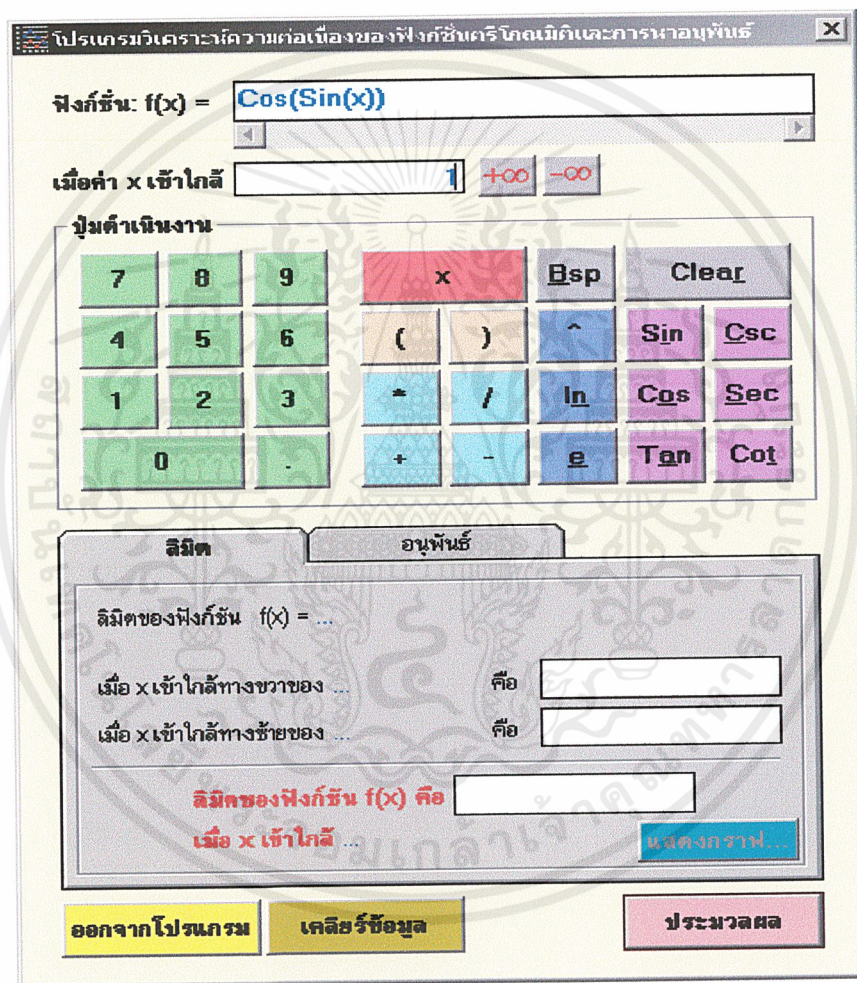 โปรแกรมวิเคราะห์ความต่อเนื่องของฟังก์ชั่นตรีโกณมิติและการหาอนุพันธ์
ฟังก์ชั่น: f(x) = Cos(Sin(x))
เมื่อค่า x เข้าใกล้ 1 +∞ -∞
ปุ่มดำเนินงาน
7 8 9 x Bsp Clear
4 5 6 ( ) ^ Sin Csc
1 2 3 * / ln Cos Sec
0 . + - e Tan Cot
ลิมิต อนุพันธ์
ลิมิตของฟังก์ชัน f(x) = ...
เมื่อ x เข้าใกล้ทางขวาของ ... คือ
เมื่อ x เข้าใกล้ทางซ้ายของ ... คือ
ลิมิตของฟังก์ชัน f(x) คือ
เมื่อ x เข้าใกล้ ...
แสดงกราฟ...
ออกจากโปรแกรม เคลียร์ข้อมูล ประมวลผล